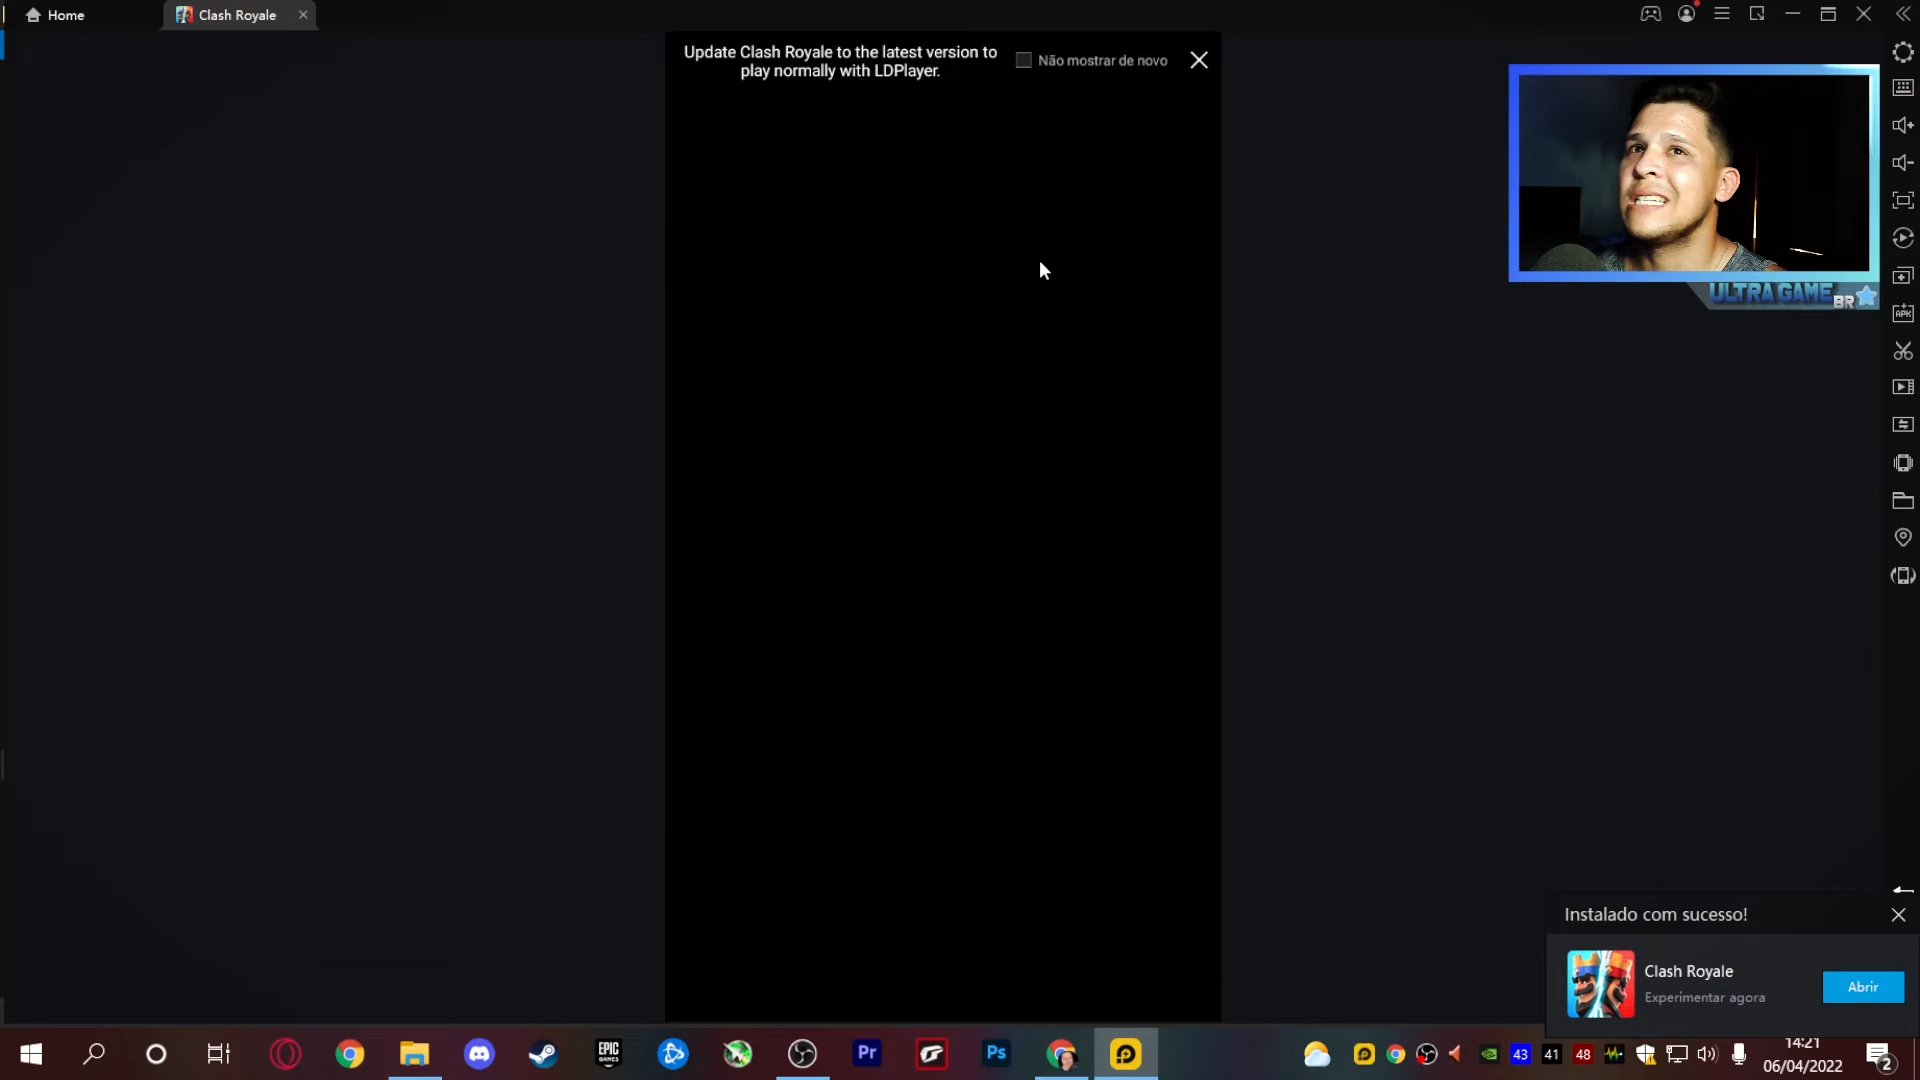 Home
Clash Royale
Update Clash Royale to the latest version to
play normally with LDPlayer.
Não mostrar de novo
ULTRA GAME BR
APK
Instalado com sucesso!
Clash Royale
Experimentar agora
Abrir
EPIC
GAMES
Pr
Ps
43
41
48
14:21
06/04/2022
2